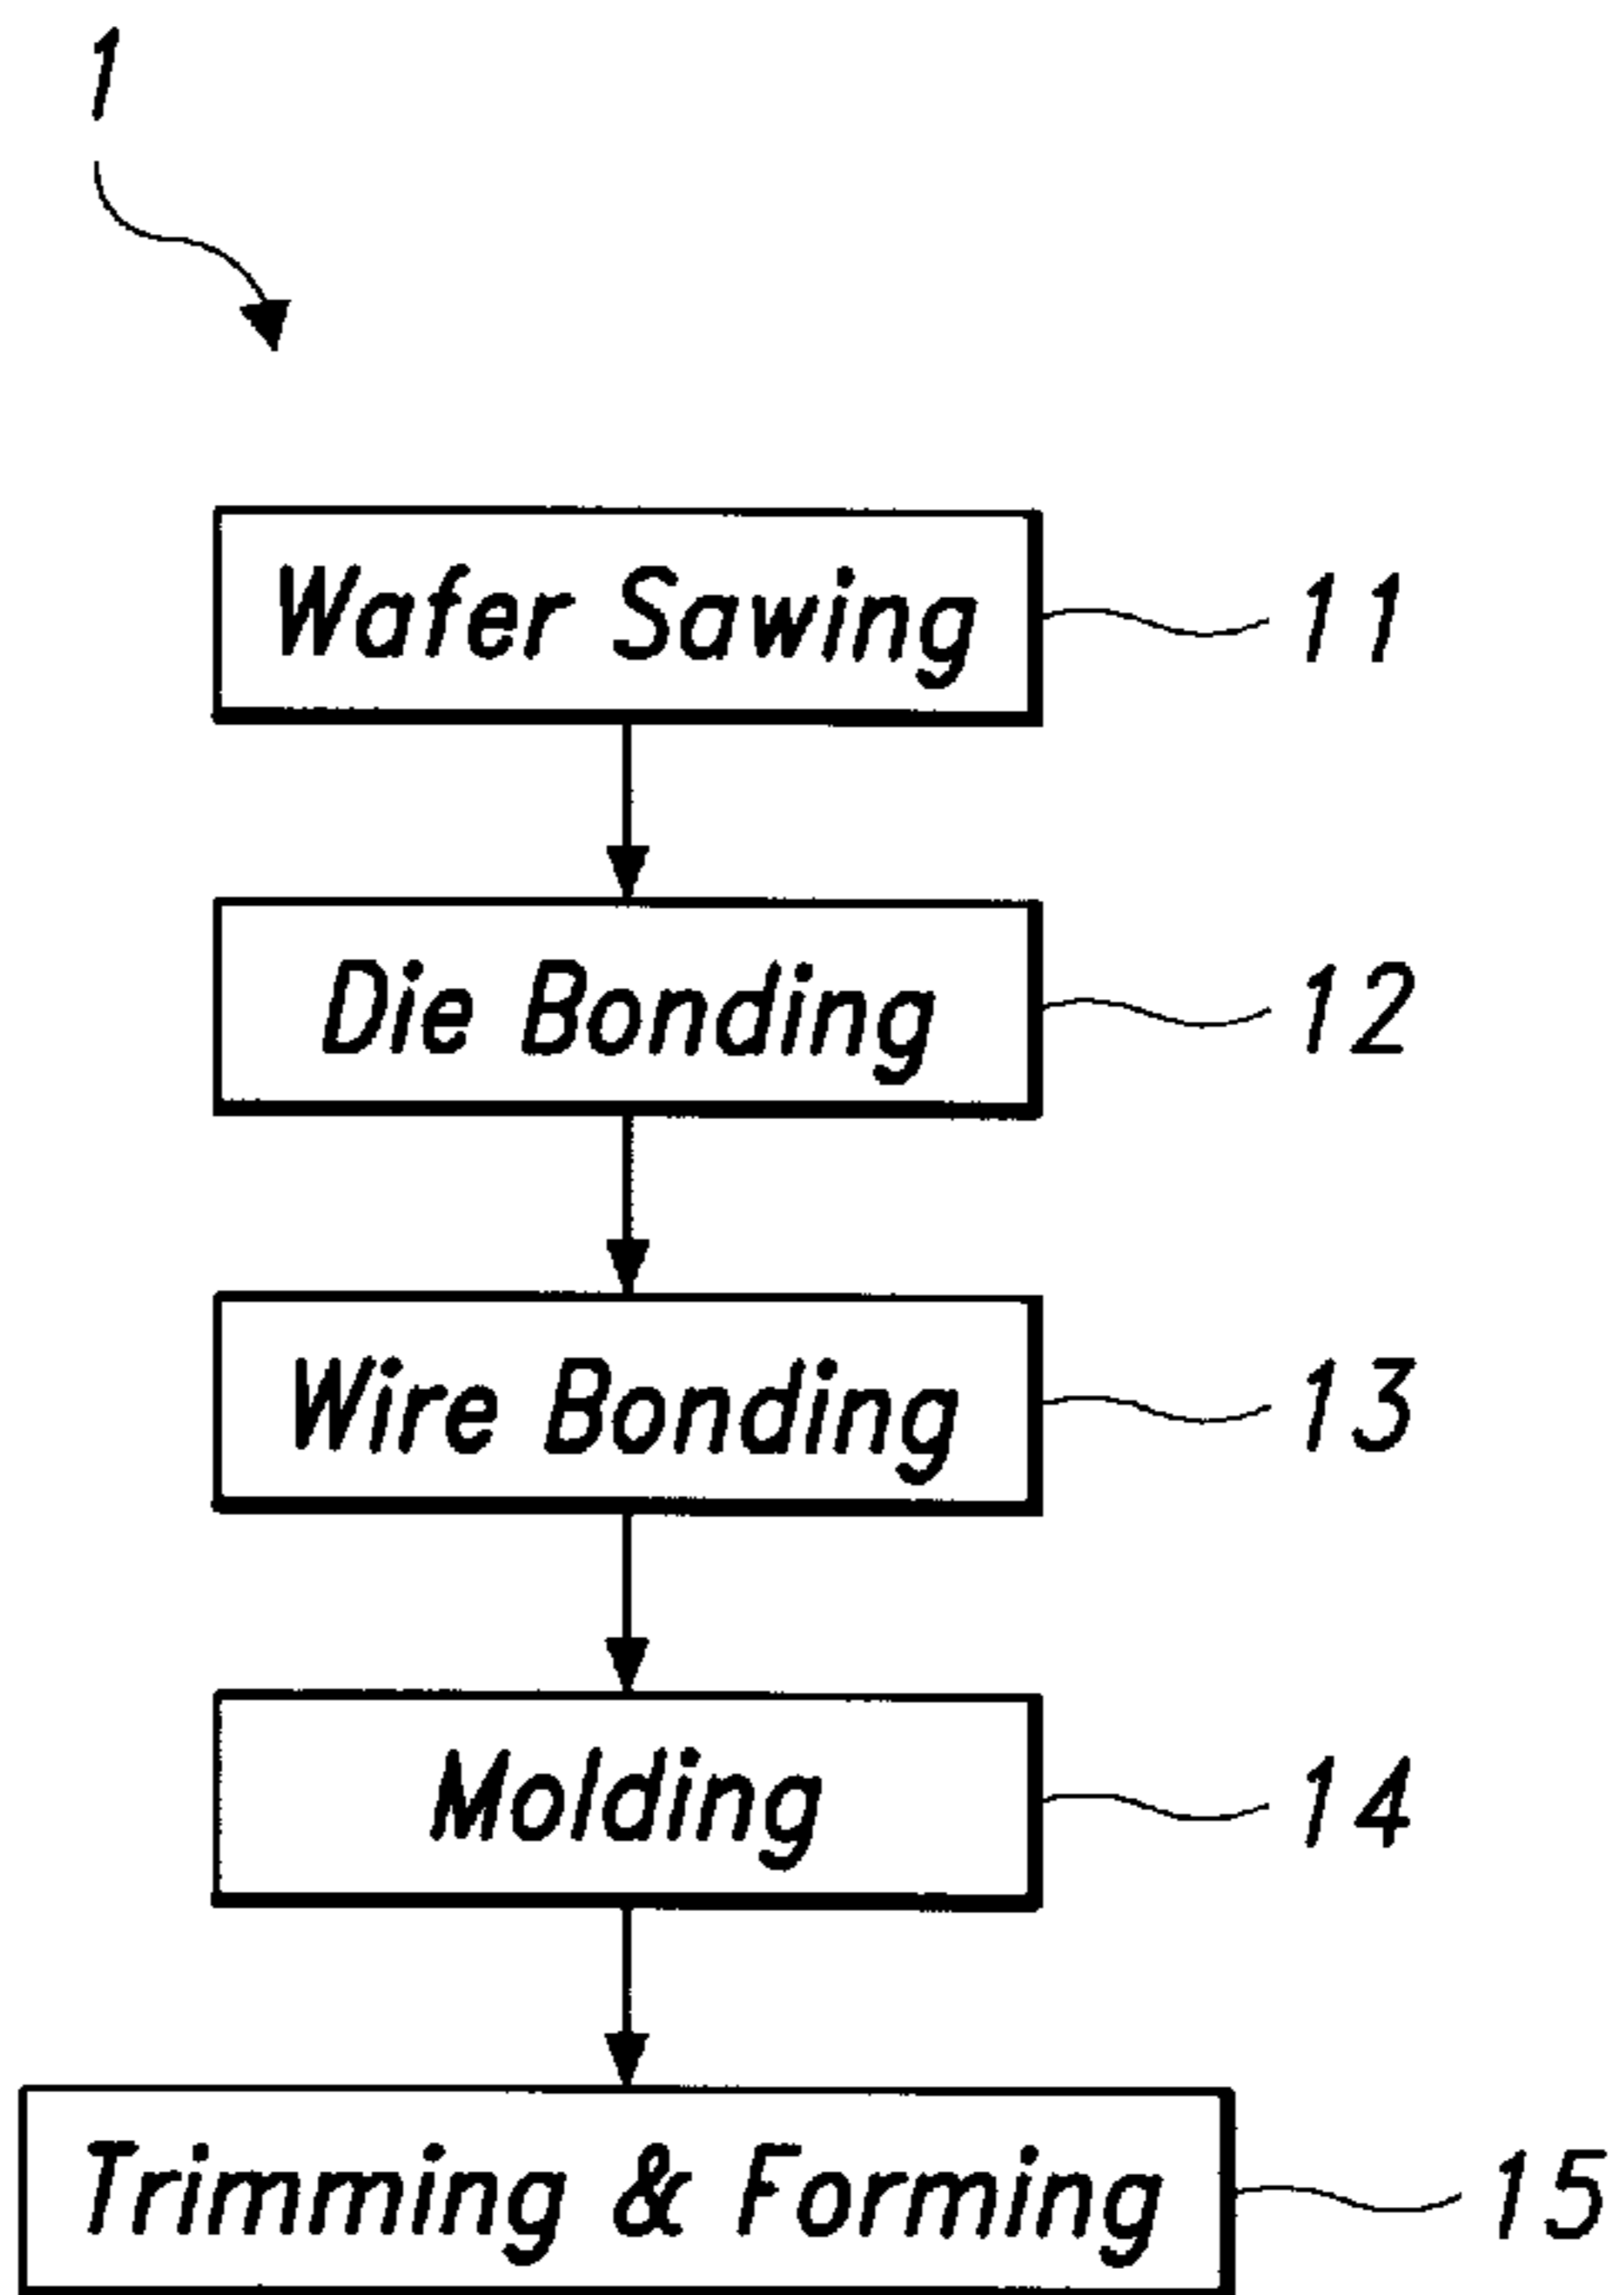 1
Wafer Sawing 11
Die Bonding 12
Wire Bonding 13
Molding 14
Trimming & Forming 15